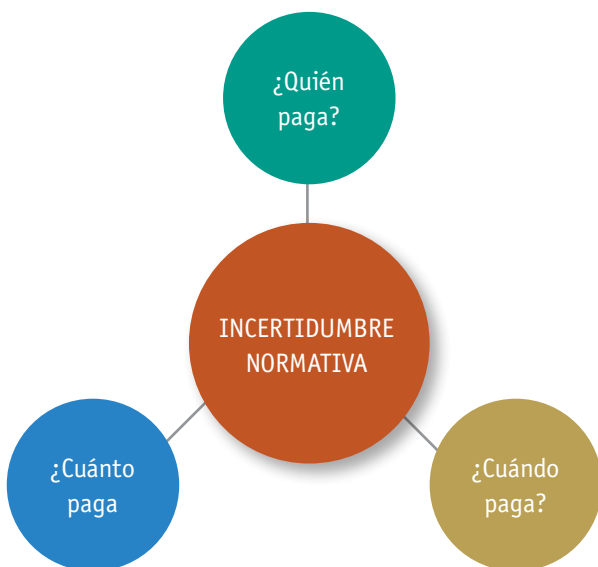 ¿Quién
paga?
INCERTIDUMBRE
NORMATIVA
¿Cuánto
paga
¿Cuándo
paga?